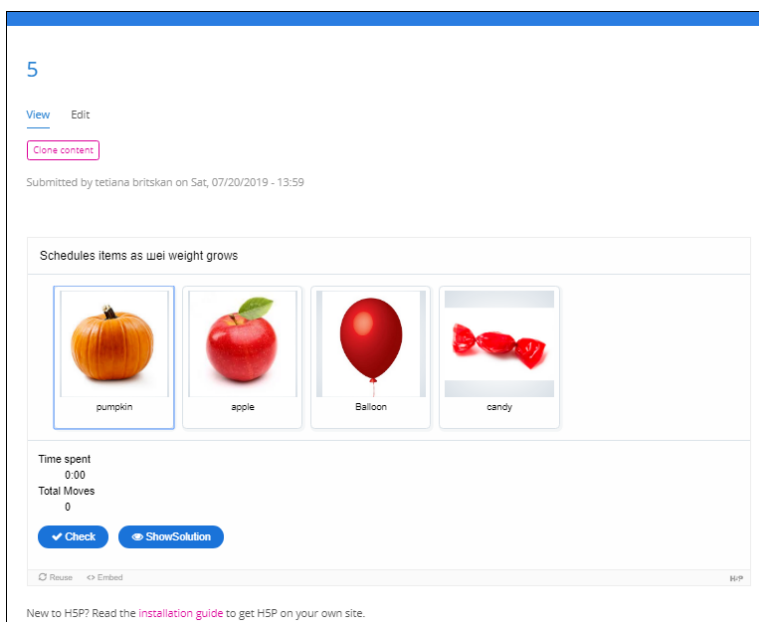 5
View Edit
Clone content
Submitted by tetiana britskan on Sat, 07/20/2019 - 13:59
Schedules items as шеі weight grows
pumpkin apple Balloon candy
Time spent
0:00
Total Moves
0
Check ShowSolution
Reuse Embed H5P
New to H5P? Read the installation guide to get H5P on your own site.